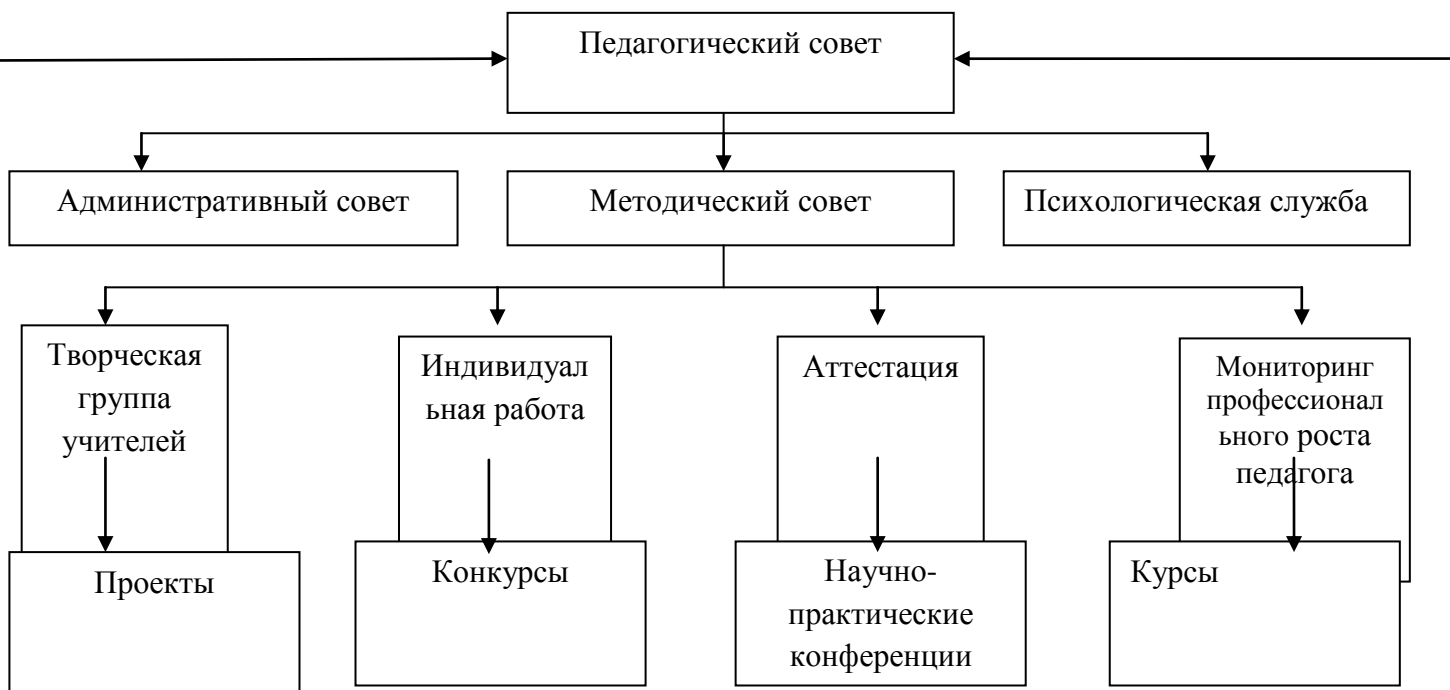 Педагогический совет
Административный совет
Методический совет
Психологическая служба
Творческая
группа
учителей
Индивидуал
ьная работа
Аттестация
Мониторинг
профессионал
ьного роста
педагога
Проекты
Конкурсы
Научно-
практические
конференции
Курсы